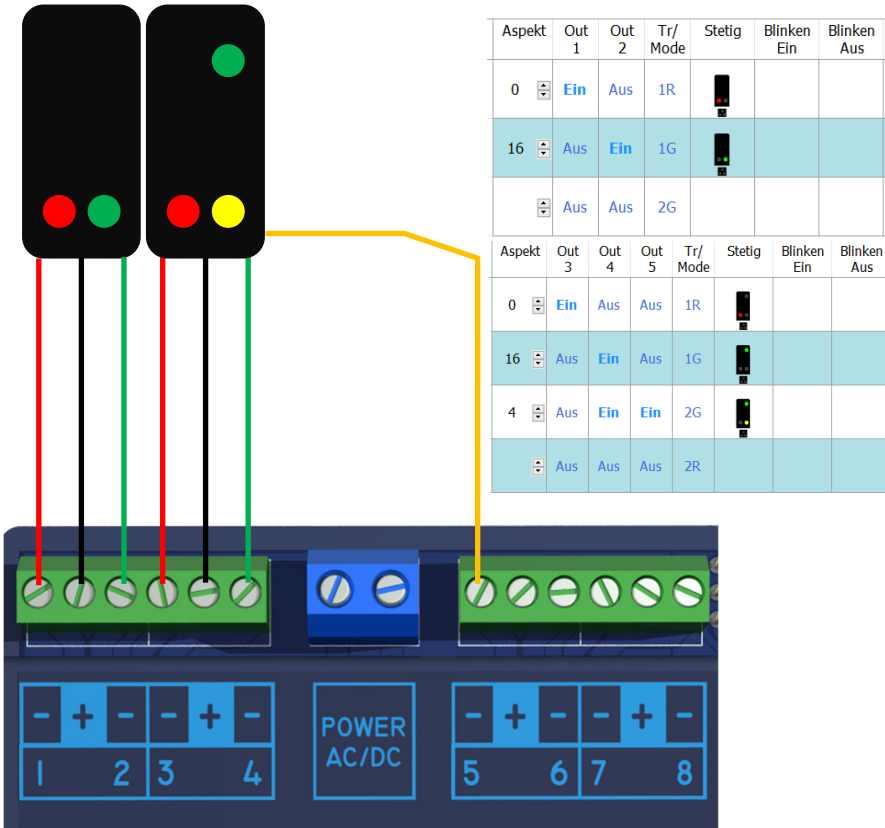 Aspekt Out 1 Out 2 Tr/ Mode Stetig Blinken Ein Blinken Aus
0 Ein Aus 1R
16 Aus Ein 1G
Aus Aus 2G
Aspekt Out 3 Out 4 Out 5 Tr/ Mode Stetig Blinken Ein Blinken Aus
0 Ein Aus Aus 1R
16 Aus Ein Aus 1G
4 Aus Ein Ein 2G
Aus Aus Aus 2R
- + - - + -
1 2 3 4
POWER
AC/DC
- + - - + -
5 6 7 8